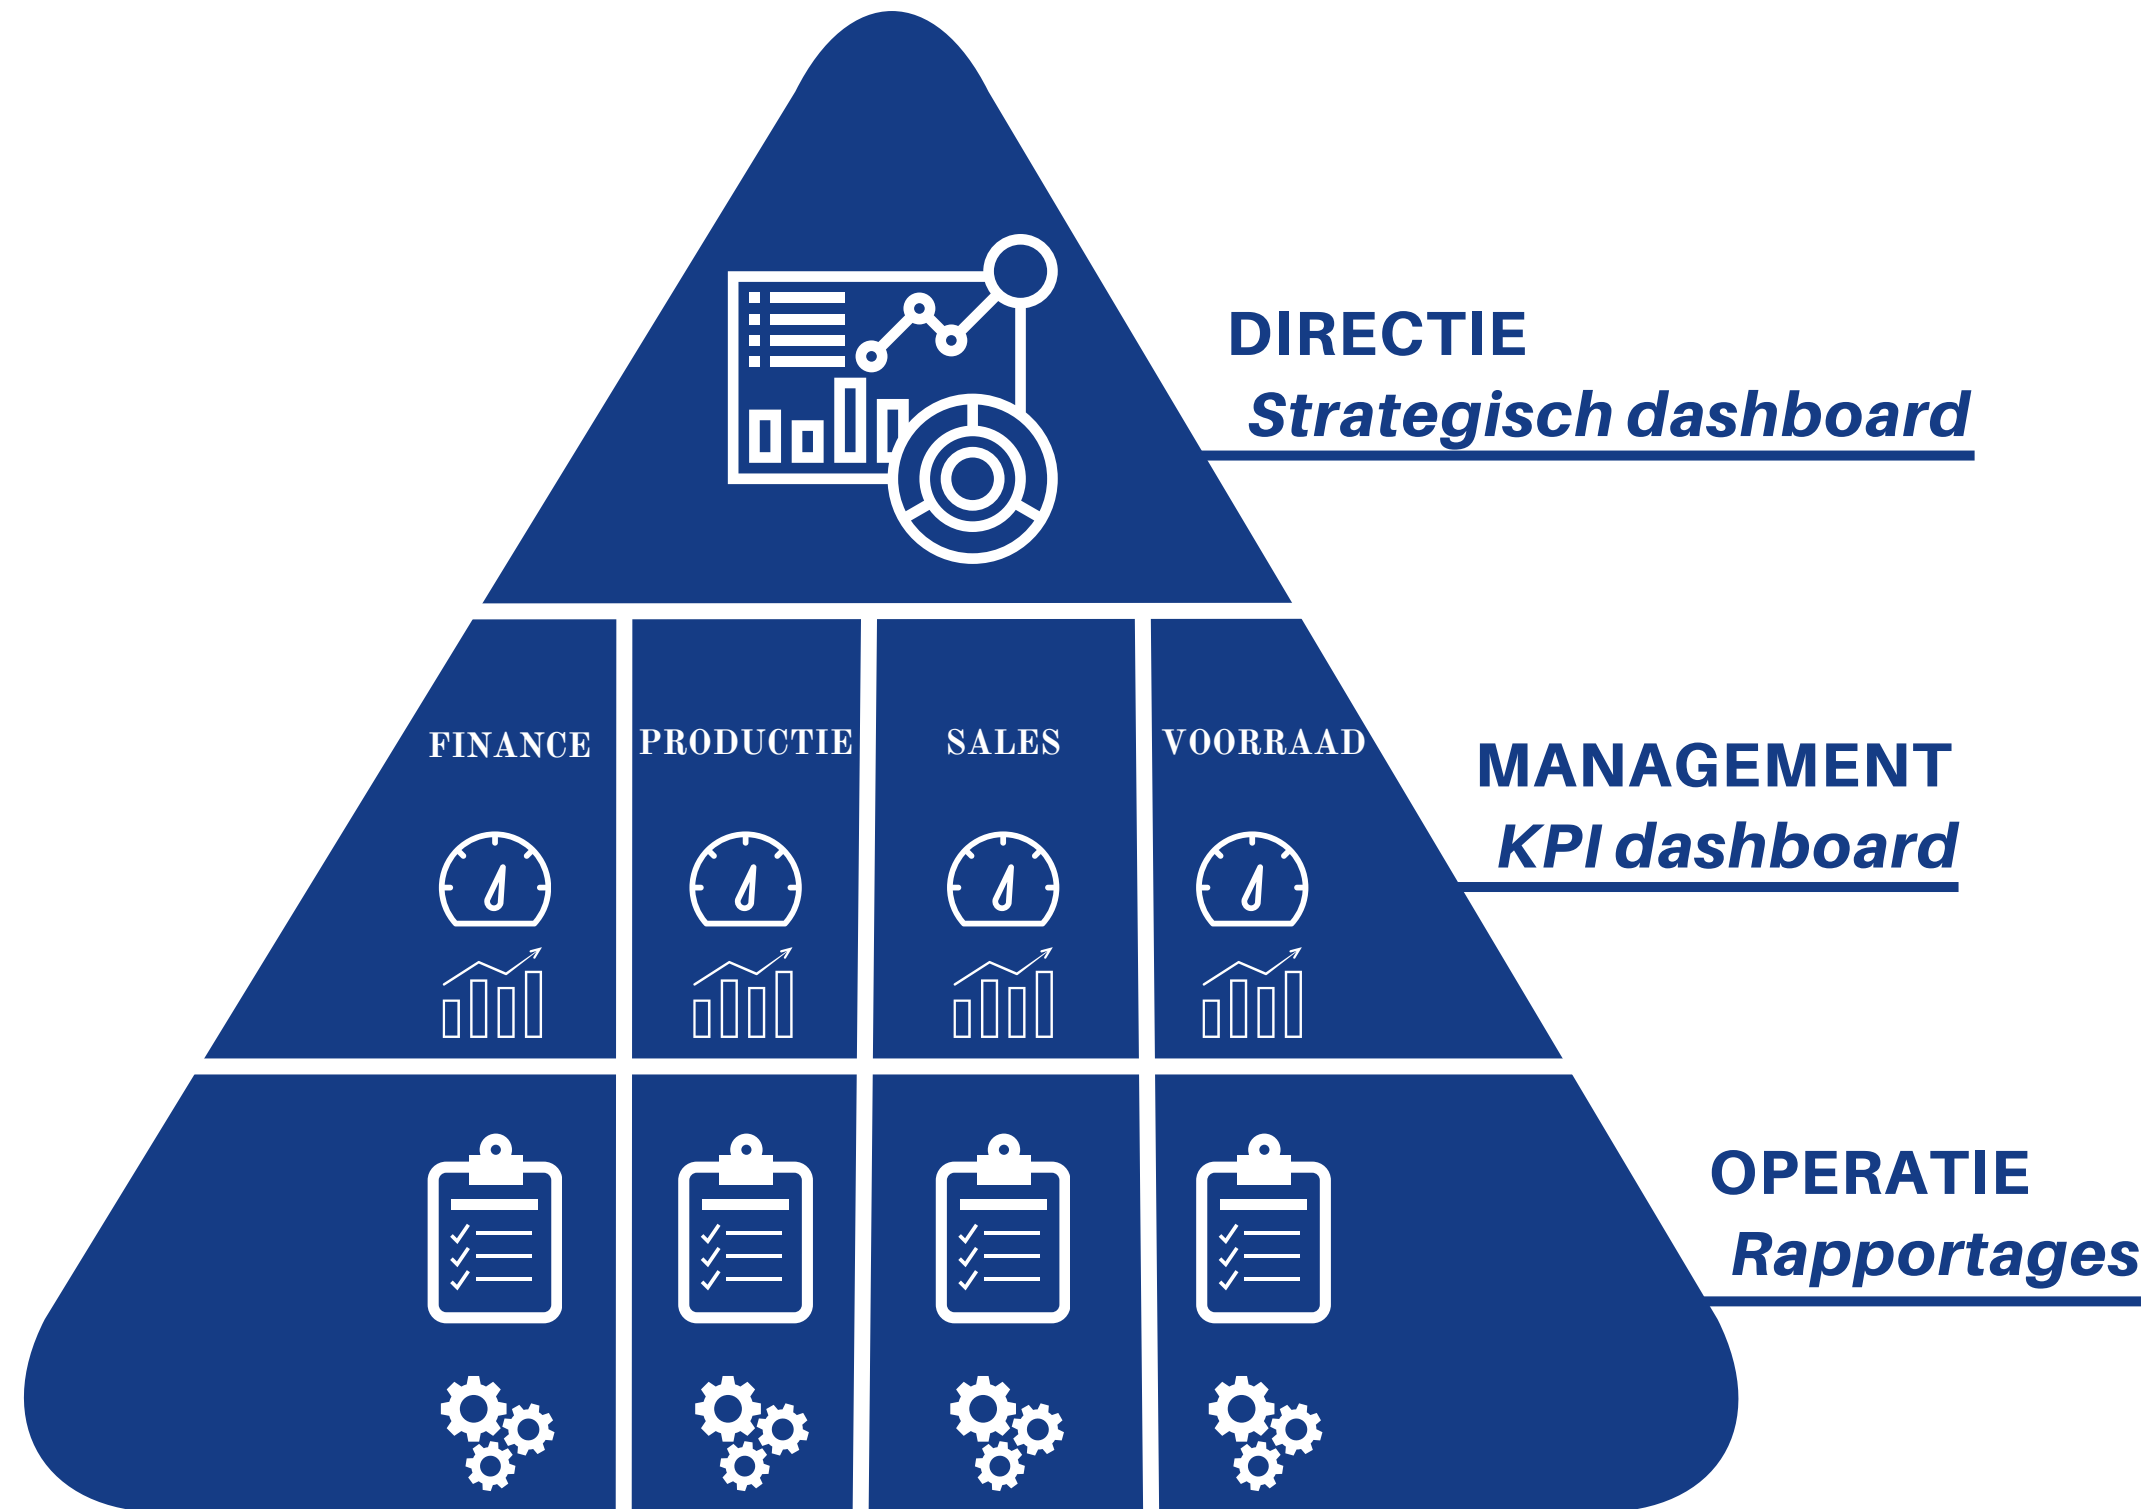 DIRECTIE
Strategisch dashboard
FINANCE
PRODUCTIE
SALES
VOORRAAD
MANAGEMENT
KPI dashboard
OPERATIE
Rapportages